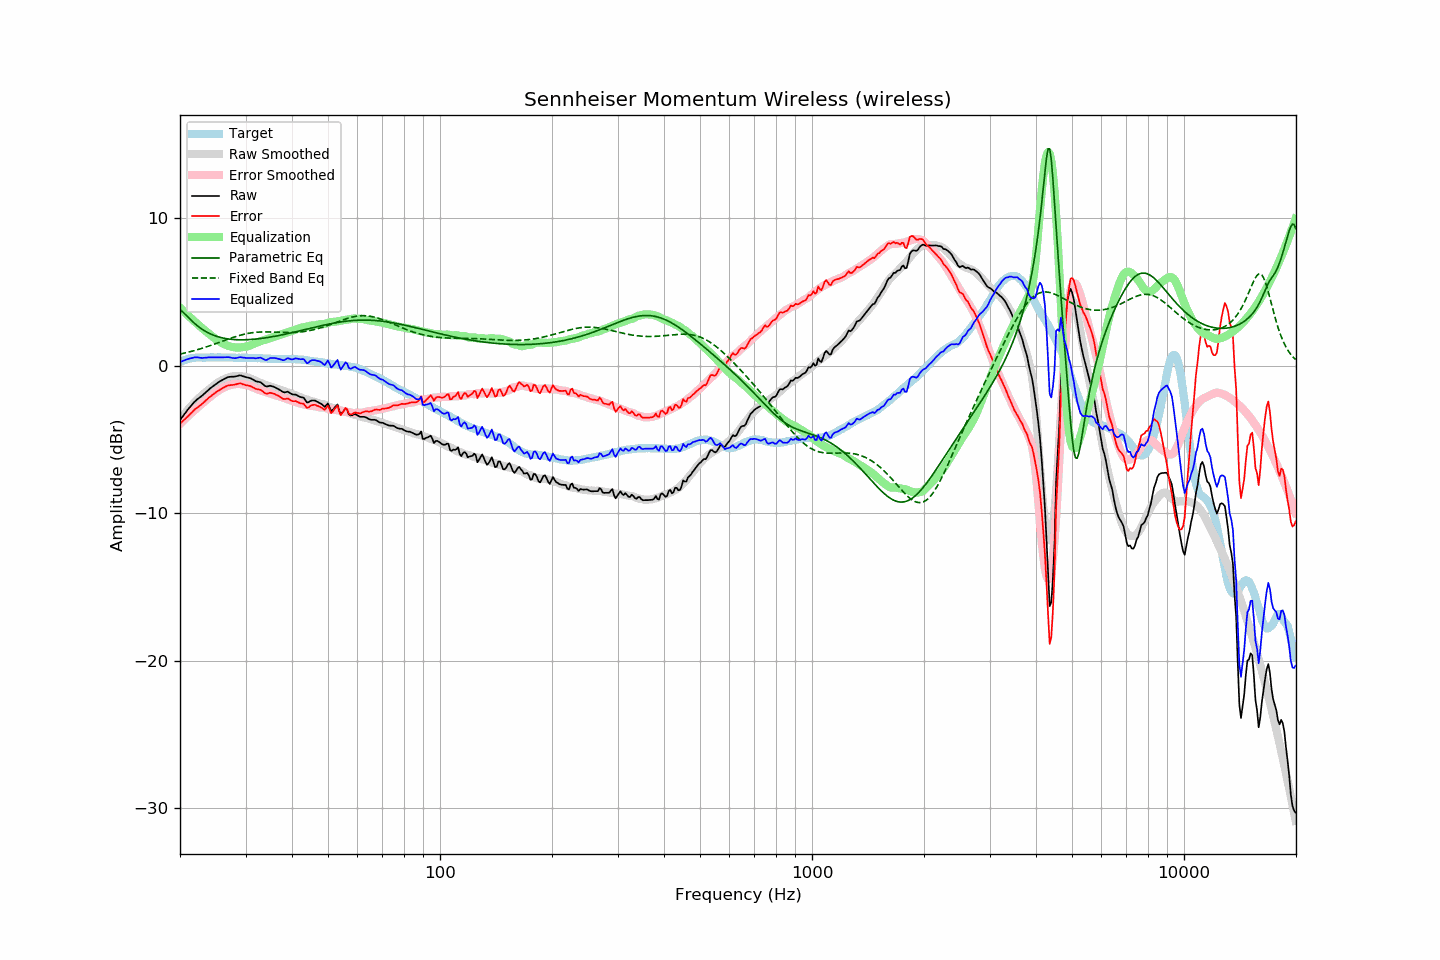 Sennheiser Momentum Wireless (wireless)
Target
Raw Smoothed
Error Smoothed
Raw
Error
Equalization
Parametric Eq
Fixed Band Eq
Equalized
10
0
−10
−20
−30
Amplitude (dBr)
100
1000
10000
Frequency (Hz)